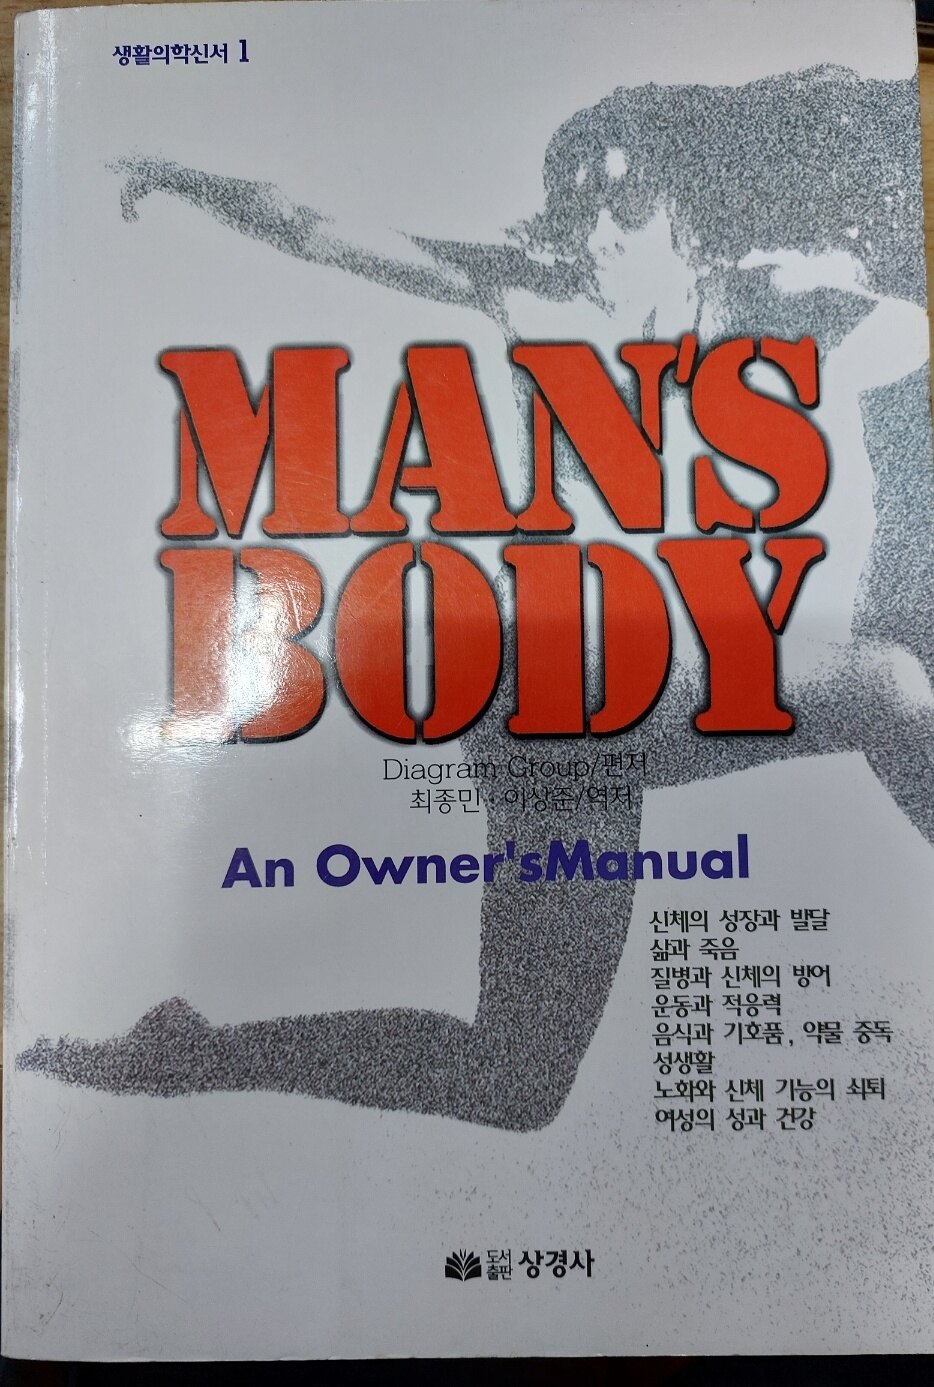 생활의학신서 1
MAN'S
BODY
Diagram Group/편저
최종민·이상준/역저
An Owner'sManual
신체의 성장과 발달
삶과 죽음
질병과 신체의 방어
운동과 적응력
음식과 기호품, 약물 중독
성생활
노화와 신체 기능의 쇠퇴
여성의 성과 건강
도서
출판 상경사